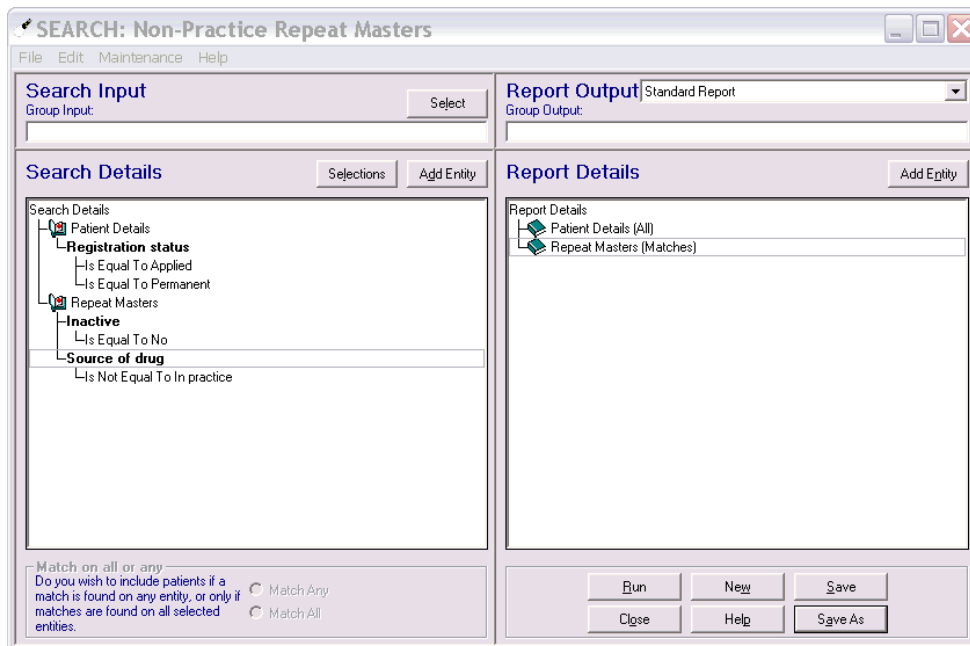 SEARCH: Non-Practice Repeat Masters
File Edit Maintenance Help
Search Input
Group Input:
Select
Report Output
Standard Report
Group Output:
Search Details
Selections
Add Entity
Search Details
Patient Details
Registration status
Is Equal To Applied
Is Equal To Permanent
Repeat Masters
Inactive
Is Equal To No
Source of drug
Is Not Equal To In practice
Report Details
Add Entity
Report Details
Patient Details (All)
Repeat Masters (Matches)
Match on all or any
Do you wish to include patients if a
match is found on any entity, or only if
matches are found on all selected
entities.
Match Any
Match All
Run
New
Save
Close
Help
Save As